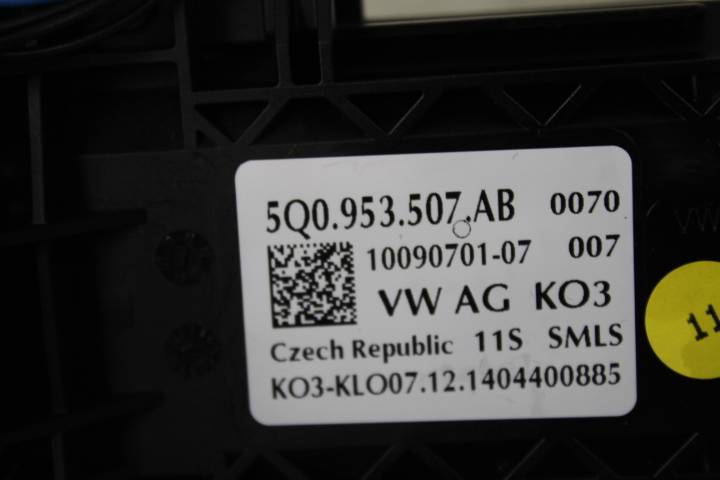 5Q0.953.507.AB 0070
10090701-07 007
VW AG KO3
Czech Republic 11S SMLS
KO3-KLO07.12.1404400885
11